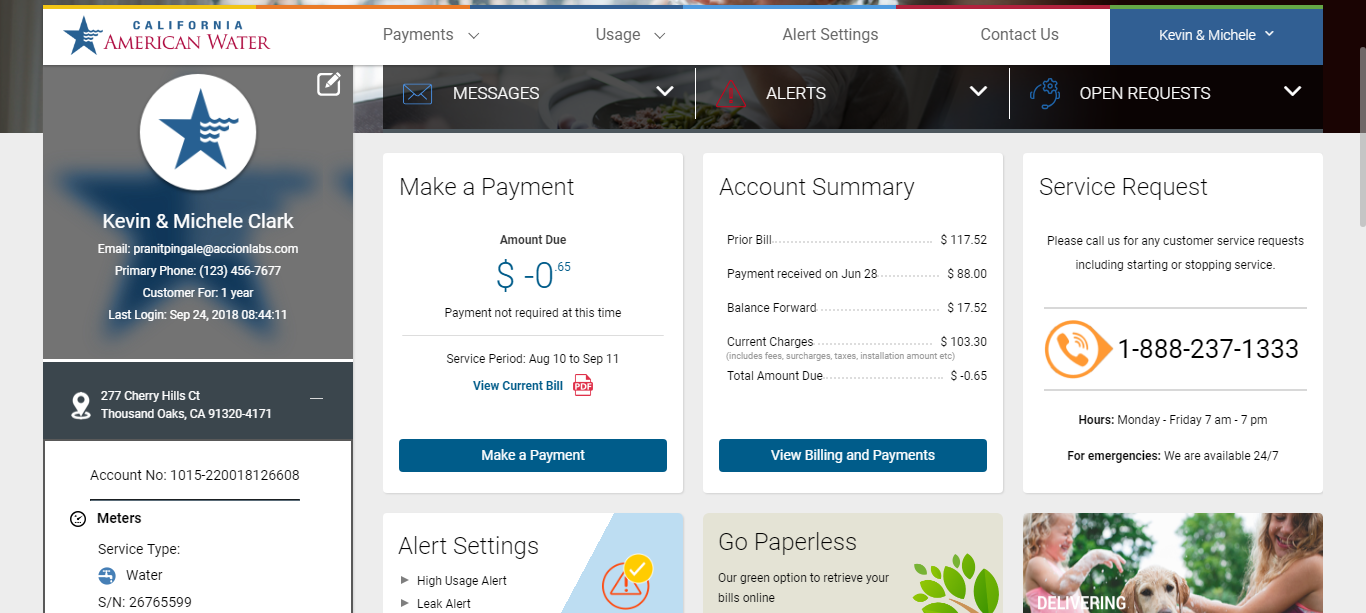 CALIFORNIA
AMERICAN WATER
Payments
Usage
Alert Settings
Contact Us
Kevin & Michele
MESSAGES
ALERTS
OPEN REQUESTS
Kevin & Michele Clark
Email: pranitpingale@accionlabs.com
Primary Phone: (123) 456-7677
Customer For: 1 year
Last Login: Sep 24, 2018 08:44:11
277 Cherry Hills Ct
Thousand Oaks, CA 91320-4171
Account No: 1015-220018126608
Meters
Service Type:
Water
S/N: 26765599
Make a Payment
Amount Due
$ -0.65
Payment not required at this time
Service Period: Aug 10 to Sep 11
View Current Bill PDF
Make a Payment
Account Summary
Prior Bill $ 117.52
Payment received on Jun 28 $ 88.00
Balance Forward $ 17.52
Current Charges $ 103.30
(includes fees, surcharges, taxes, installation amount etc)
Total Amount Due $ -0.65
View Billing and Payments
Service Request
Please call us for any customer service requests
including starting or stopping service.
1-888-237-1333
Hours: Monday - Friday 7 am - 7 pm
For emergencies: We are available 24/7
Alert Settings
High Usage Alert
Leak Alert
Go Paperless
Our green option to retrieve your
bills online
DELIVERING